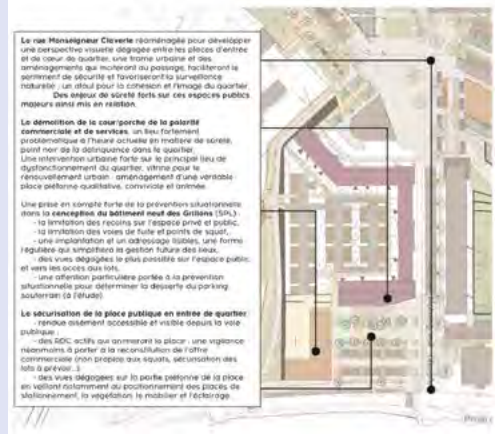 La rue Monseigneur Claverie réaménagée pour développer
une perspective visuelle dégagée entre les places d'entrée
et de cœur de quartier, une trame urbaine et des
aménagements qui inciteront au passage, faciliteront le
sentiment de sécurité et favoriseront la surveillance
naturelle : un atout pour la cohésion et l'image du quartier.
Des enjeux de sûreté forts sur ces espaces publics
majeurs ainsi mis en relation.
La démolition de la cour/porche de la polarité
commerciale et de services, un lieu fortement
problématique à l'heure actuelle en matière de sûreté,
point noir de la délinquance dans le quartier.
Une intervention urbaine forte sur le principal lieu de
dysfonctionnement du quartier, vitrine pour le
renouvellement urbain : aménagement d'une véritable
place piétonne qualitative, conviviale et animée.
Une prise en compte forte de la prévention situationnelle
dans la conception du bâtiment neuf des Grillons (SPL) :
- la limitation des recoins sur l'espace privé et public,
- la limitation des voies de fuite et points de squat,
- une implantation et un adressage lisibles, une forme
régulière qui simplifiera la gestion future des lieux,
- des vues dégagées le plus possible sur l'espace public
et vers les accès aux lots,
- une attention particulière portée à la prévention
situationnelle pour déterminer la desserte du parking
souterrain (à l'étude).
La sécurisation de la place publique en entrée de quartier
- rendue aisément accessible et visible depuis la voie
publique ;
- des RDC actifs qui animeront la place : une vigilance
néanmoins à porter à la reconstitution de l'offre
commerciale (non propice aux squats, sécurisation des
lots à prévoir...)
- des vues dégagées sur la partie piétonne de la place
en veillant notamment au positionnement des places de
stationnement, la végétation le mobilier et l'éclairage.